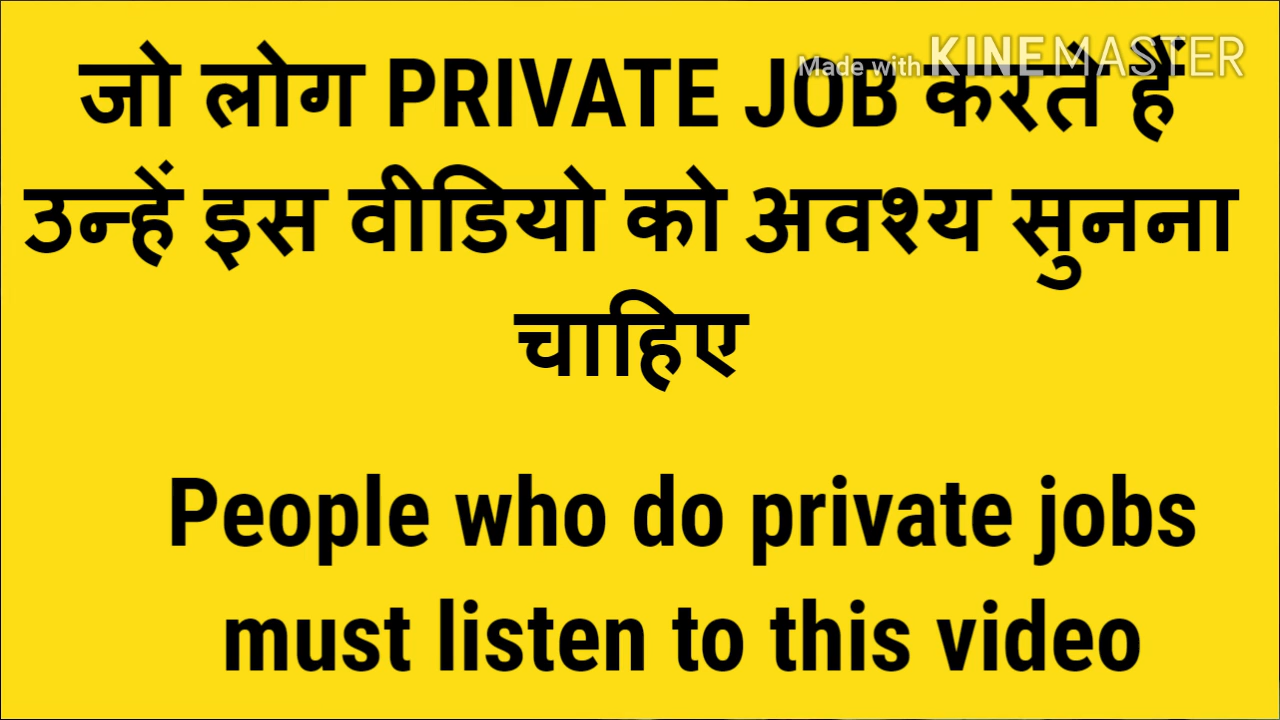 Made with KINEMASTER
जो लोग PRIVATE JOB करते हैं
उन्हें इस वीडियो को अवश्य सुनना
चाहिए
People who do private jobs
must listen to this video